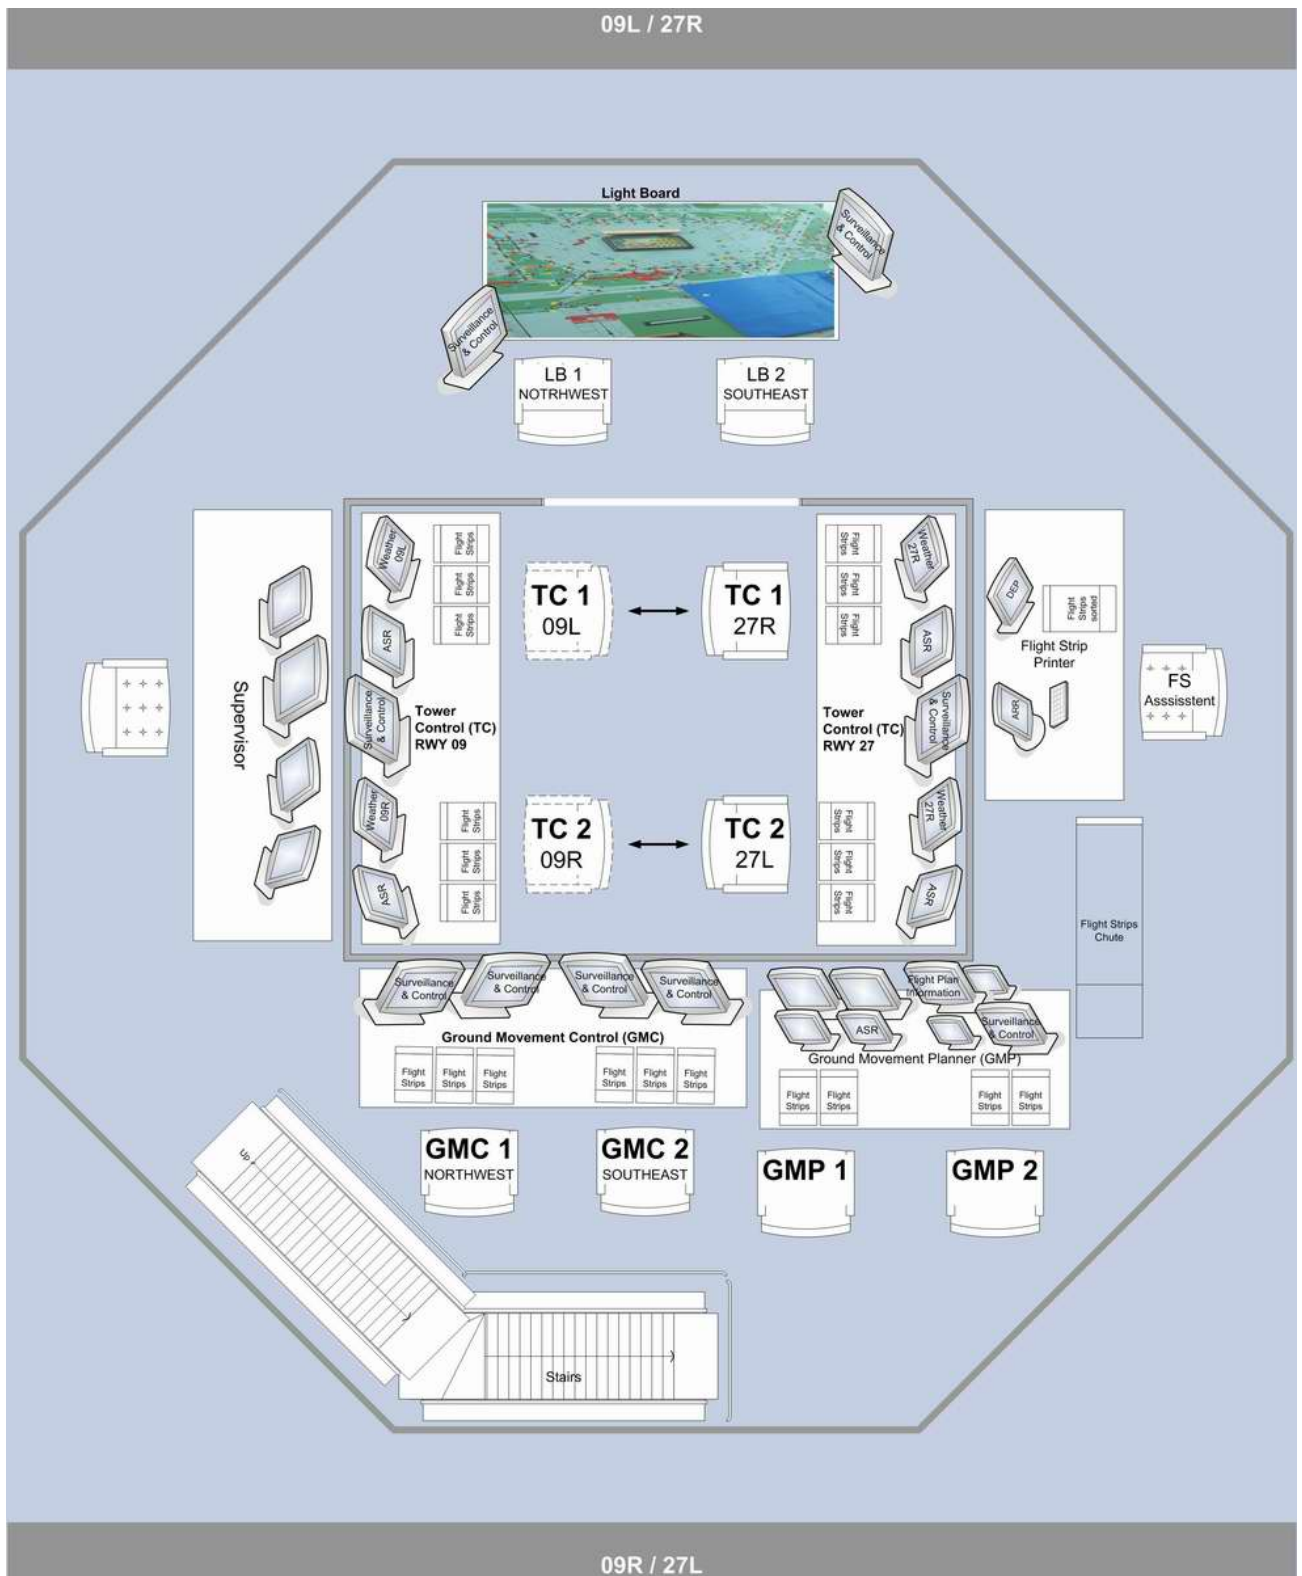 09L / 27R
Light Board
Surveillance
& Control
Surveillance
& Control
LB 1
NOTRHWEST
LB 2
SOUTHEAST
Supervisor
Weather
09L
ASR
Surveillance
& Control
Weather
09R
ASR
Flight
Strips
Flight
Strips
Flight
Strips
Tower
Control (TC)
RWY 09
Flight
Strips
Flight
Strips
Flight
Strips
TC 1
09L
TC 1
27R
TC 2
09R
TC 2
27L
Flight
Strips
Flight
Strips
Flight
Strips
Tower
Control (TC)
RWY 27
Flight
Strips
Flight
Strips
Flight
Strips
Weather
27R
ASR
Surveillance
& Control
Weather
27R
ASR
DEP
Flight
Strips
sorted
Flight Strip
Printer
ARR
FS
Asssisstent
Flight Strips
Chute
Surveillance
& Control
Surveillance
& Control
Surveillance
& Control
Surveillance
& Control
Ground Movement Control (GMC)
Flight
Strips
Flight
Strips
Flight
Strips
Flight
Strips
Flight
Strips
Flight
Strips
Flight Plan
Information
ASR
Surveillance
& Control
Ground Movement Planner (GMP)
Flight
Strips
Flight
Strips
Flight
Strips
Flight
Strips
GMC 1
NORTHWEST
GMC 2
SOUTHEAST
GMP 1
GMP 2
Up
Stairs
09R / 27L